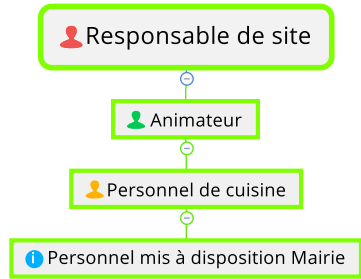 Responsable de site
Animateur
Personnel de cuisine
Personnel mis à disposition Mairie